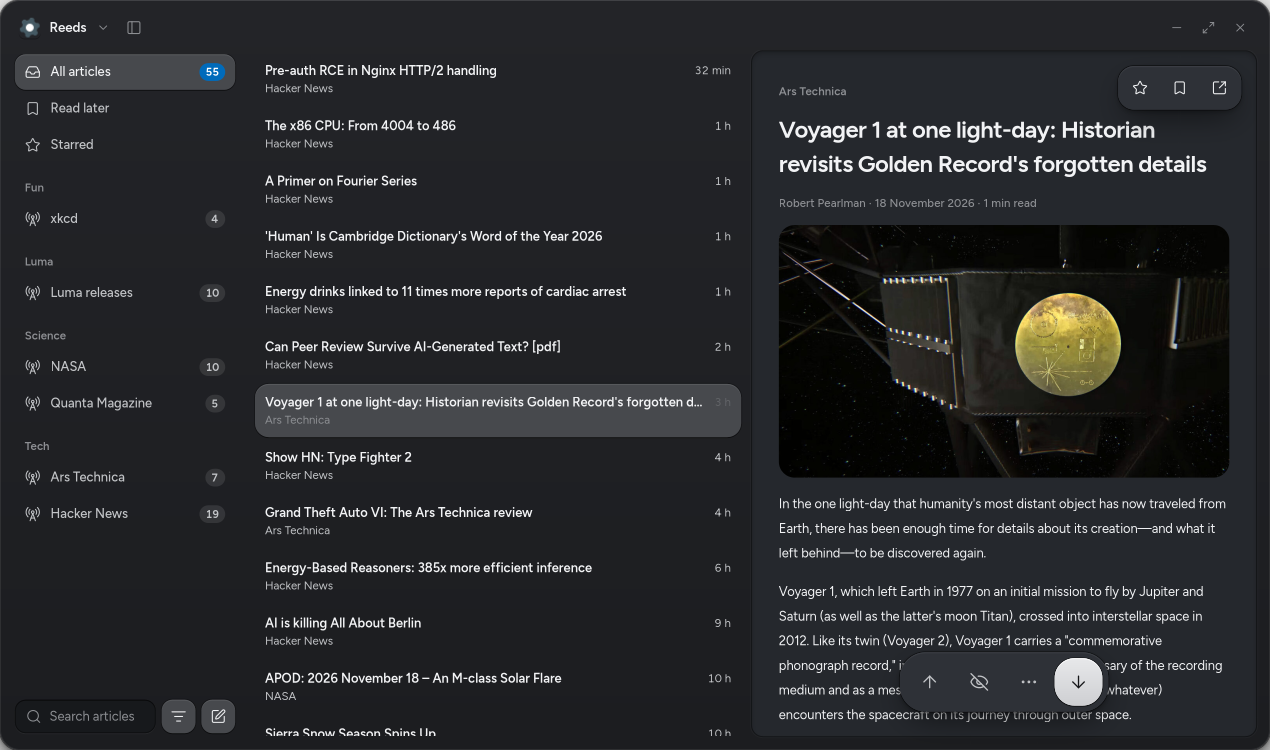 Reeds
All articles 55
Read later
Starred
Fun
xkcd 4
Luma
Luma releases 10
Science
NASA 10
Quanta Magazine 5
Tech
Ars Technica 7
Hacker News 19
Search articles
Pre-auth RCE in Nginx HTTP/2 handling 32 min
Hacker News
The x86 CPU: From 4004 to 486 1 h
Hacker News
A Primer on Fourier Series 1 h
Hacker News
'Human' Is Cambridge Dictionary's Word of the Year 2026 1 h
Hacker News
Energy drinks linked to 11 times more reports of cardiac arrest 1 h
Hacker News
Can Peer Review Survive AI-Generated Text? [pdf] 2 h
Hacker News
Voyager 1 at one light-day: Historian revisits Golden Record's forgotten d... 3 h
Ars Technica
Show HN: Type Fighter 2 4 h
Hacker News
Grand Theft Auto VI: The Ars Technica review 4 h
Ars Technica
Energy-Based Reasoners: 385x more efficient inference 6 h
Hacker News
AI is killing All About Berlin 9 h
Hacker News
APOD: 2026 November 18 – An M-class Solar Flare 10 h
NASA
Sierra Snow Season Spins Up 10 h
Ars Technica
Voyager 1 at one light-day: Historian
revisits Golden Record's forgotten details
Robert Pearlman · 18 November 2026 · 1 min read
In the one light-day that humanity's most distant object has now traveled from
Earth, there has been enough time for details about its creation—and what it
left behind—to be discovered again.
Voyager 1, which left Earth in 1977 on an initial mission to fly by Jupiter and
Saturn (as well as the latter's moon Titan), crossed into interstellar space in
2012. Like its twin (Voyager 2), Voyager 1 carries a "commemorative
phonograph record," of the recording
medium and as a whatever)
encounters the spacecraft on its journey through outer space.